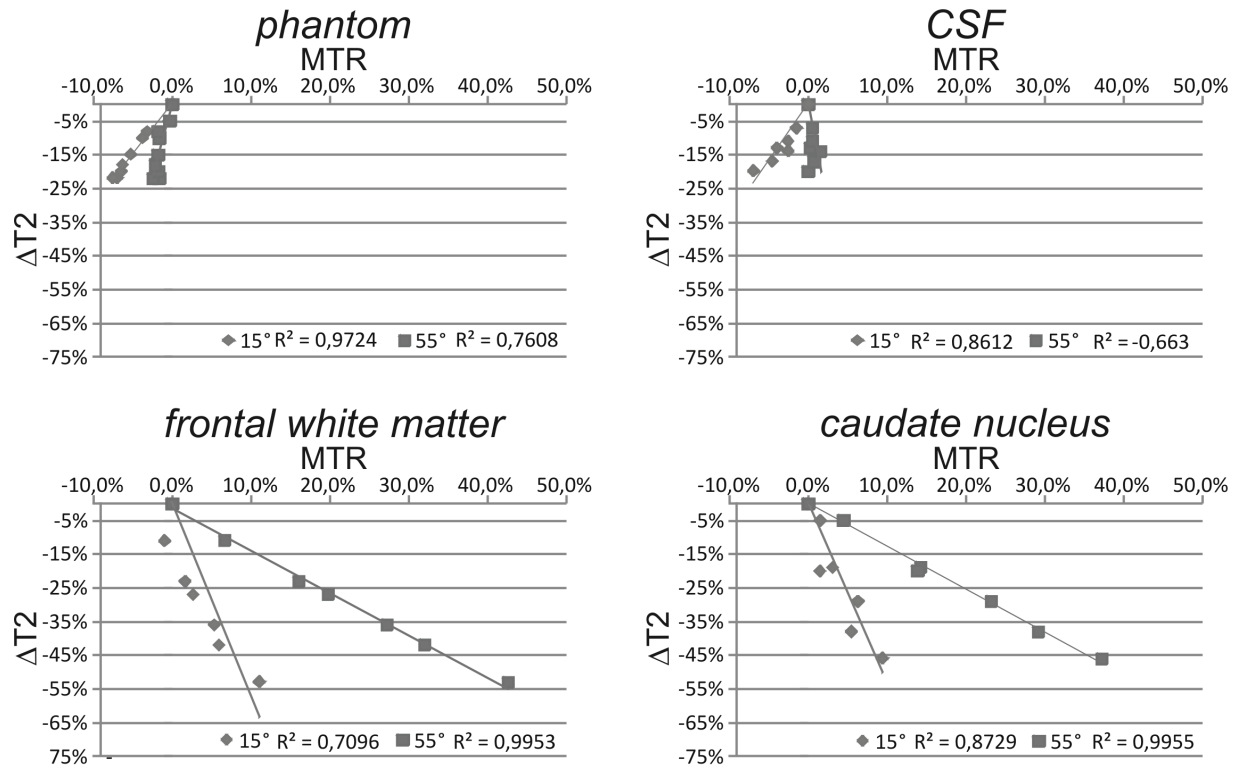 phantom
MTR
-10,0% 0,0% 10,0% 20,0% 30,0% 40,0% 50,0%
-5%
-15%
-25%
-35%
-45%
-55%
-65%
-75%
ΔT2
15° R² = 0,9724 55° R² = 0,7608
CSF
MTR
-10,0% 0,0% 10,0% 20,0% 30,0% 40,0% 50,0%
-5%
-15%
-25%
-35%
-45%
-55%
-65%
-75%
ΔT2
15° R² = 0,8612 55° R² =-0,663
frontal white matter
MTR
-10,0% 0,0% 10,0% 20,0% 30,0% 40,0% 50,0%
-5%
-15%
-25%
-35%
-45%
-55%
-65%
75% -
ΔT2
15° R² = 0,7096 55° R² = 0,9953
caudate nucleus
MTR
-10,0% 0,0% 10,0% 20,0% 30,0% 40,0% 50,0%
-5%
-15%
-25%
-35%
-45%
-55%
-65%
-75%
ΔT2
15° R² = 0,8729 55° R² = 0,9955